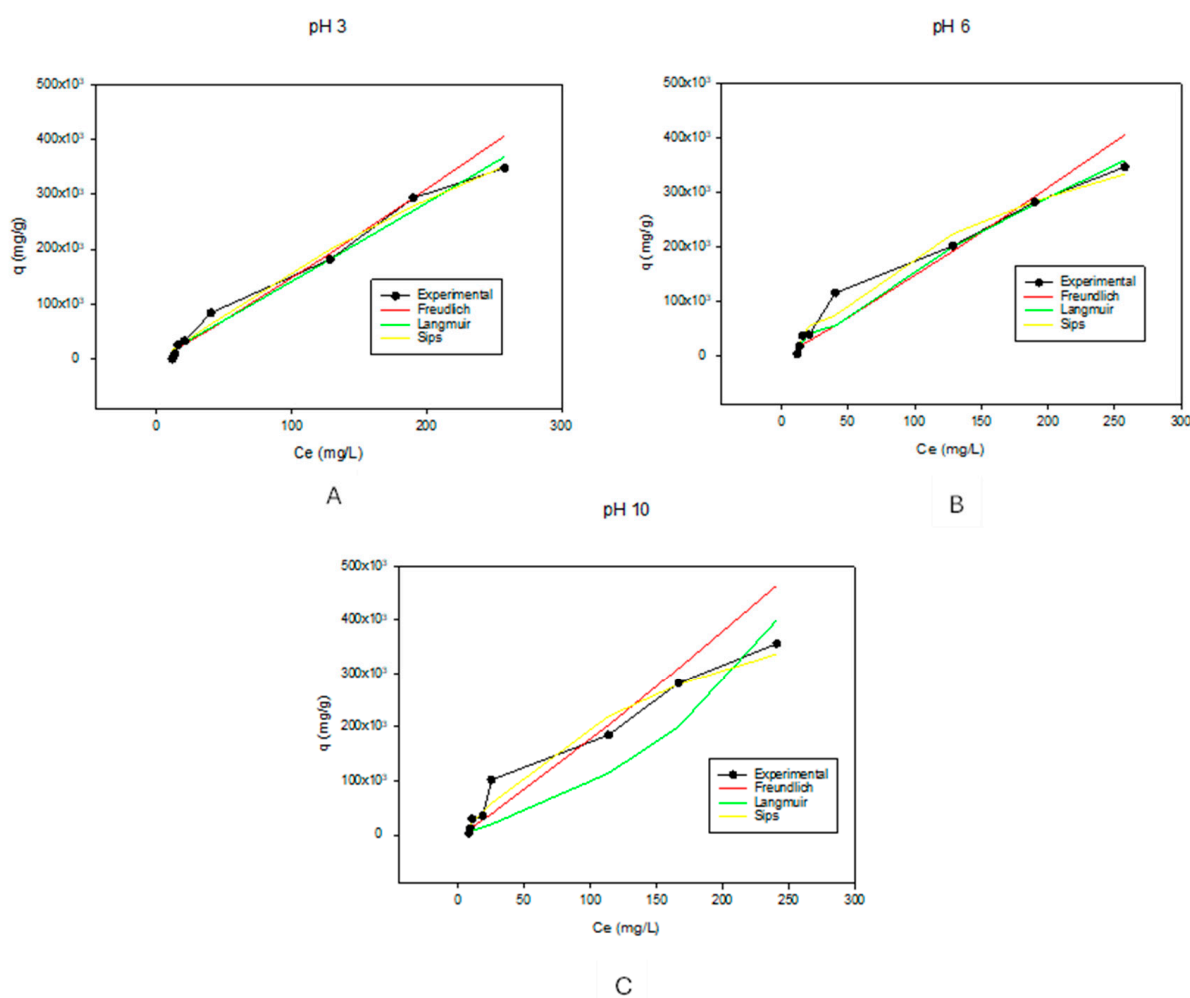 pH 3
500x10³
400x10³
300x10³
200x10³
100x10³
0
q (mg/g)
Experimental
Freudlich
Langmuir
Sips
0 100 200 300
Ce (mg/L)
A
pH 6
500x10³
400x10³
300x10³
200x10³
100x10³
0
q (mg/g)
Experimental
Freundlich
Langmuir
Sips
0 50 100 150 200 250 300
Ce (mg/L)
B
pH 10
500x10³
400x10³
300x10³
200x10³
100x10³
0
q (mg/g)
Experimental
Freundlich
Langmuir
Sips
0 50 100 150 200 250 300
Ce (mg/L)
C